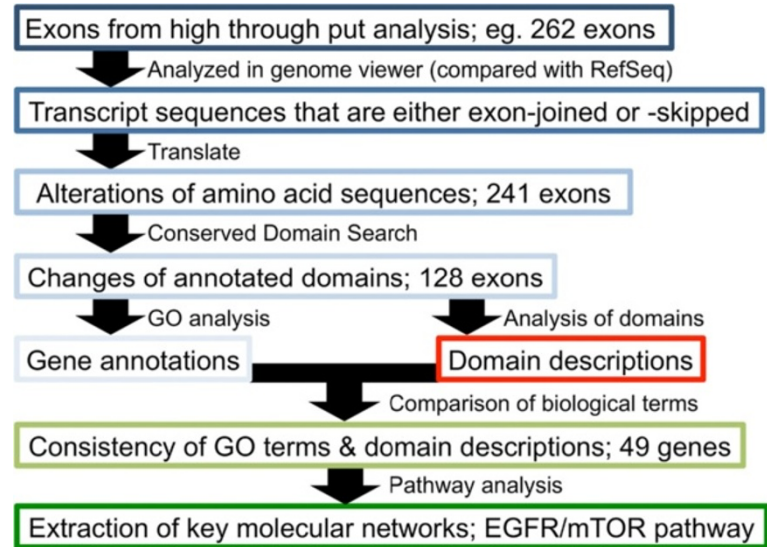 Exons from high through put analysis; eg. 262 exons
Analyzed in genome viewer (compared with RefSeq)
Transcript sequences that are either exon-joined or -skipped
Translate
Alterations of amino acid sequences; 241 exons
Conserved Domain Search
Changes of annotated domains; 128 exons
GO analysis
Analysis of domains
Gene annotations
Domain descriptions
Comparison of biological terms
Consistency of GO terms & domain descriptions; 49 genes
Pathway analysis
Extraction of key molecular networks; EGFR/mTOR pathway